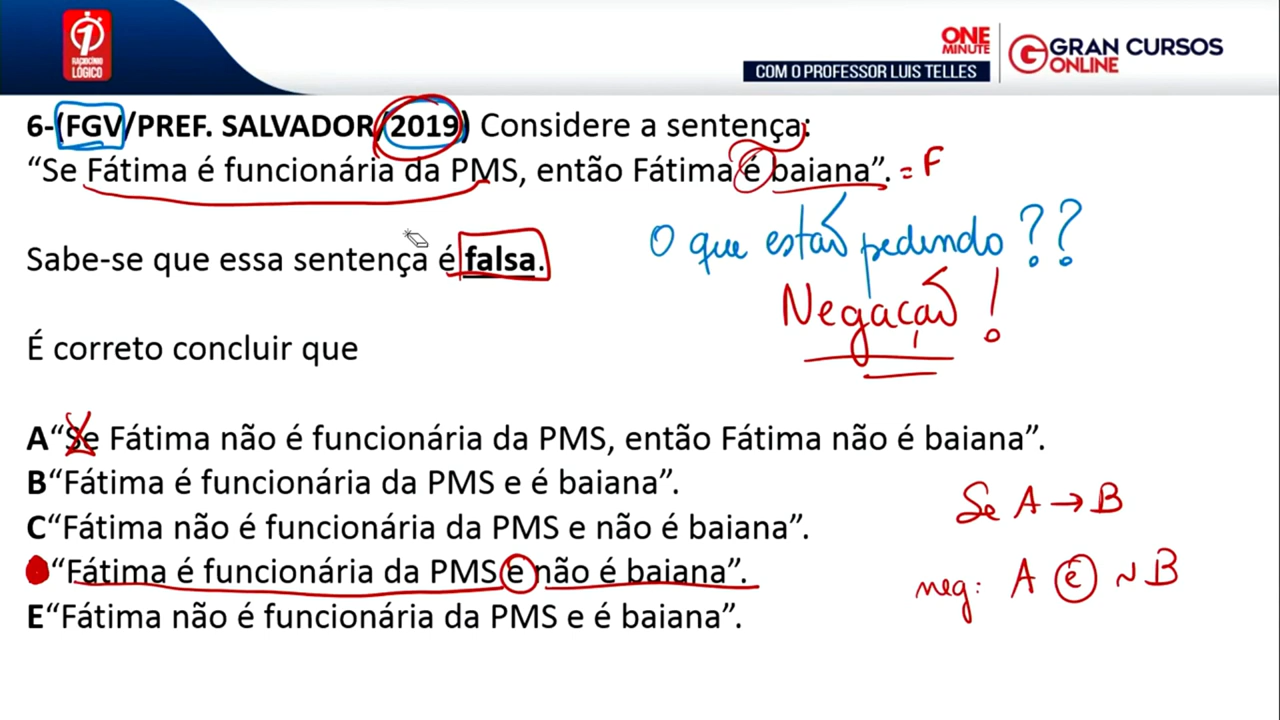 RACIOCÍNIO
LÓGICO
ONE
MINUTE
COM O PROFESSOR LUIS TELLES
GRAN CURSOS
ONLINE
6-(FGV/PREF. SALVADOR/2019) Considere a sentença:
“Se Fátima é funcionária da PMS, então Fátima é baiana”. = F
O que estão pedindo ??
Sabe-se que essa sentença é falsa.
Negação !
É correto concluir que
A“Se Fátima não é funcionária da PMS, então Fátima não é baiana”.
B“Fátima é funcionária da PMS e é baiana”.
Se A → B
C“Fátima não é funcionária da PMS e não é baiana”.
“Fátima é funcionária da PMS e não é baiana”.
neg: A é ~B
E“Fátima não é funcionária da PMS e é baiana”.